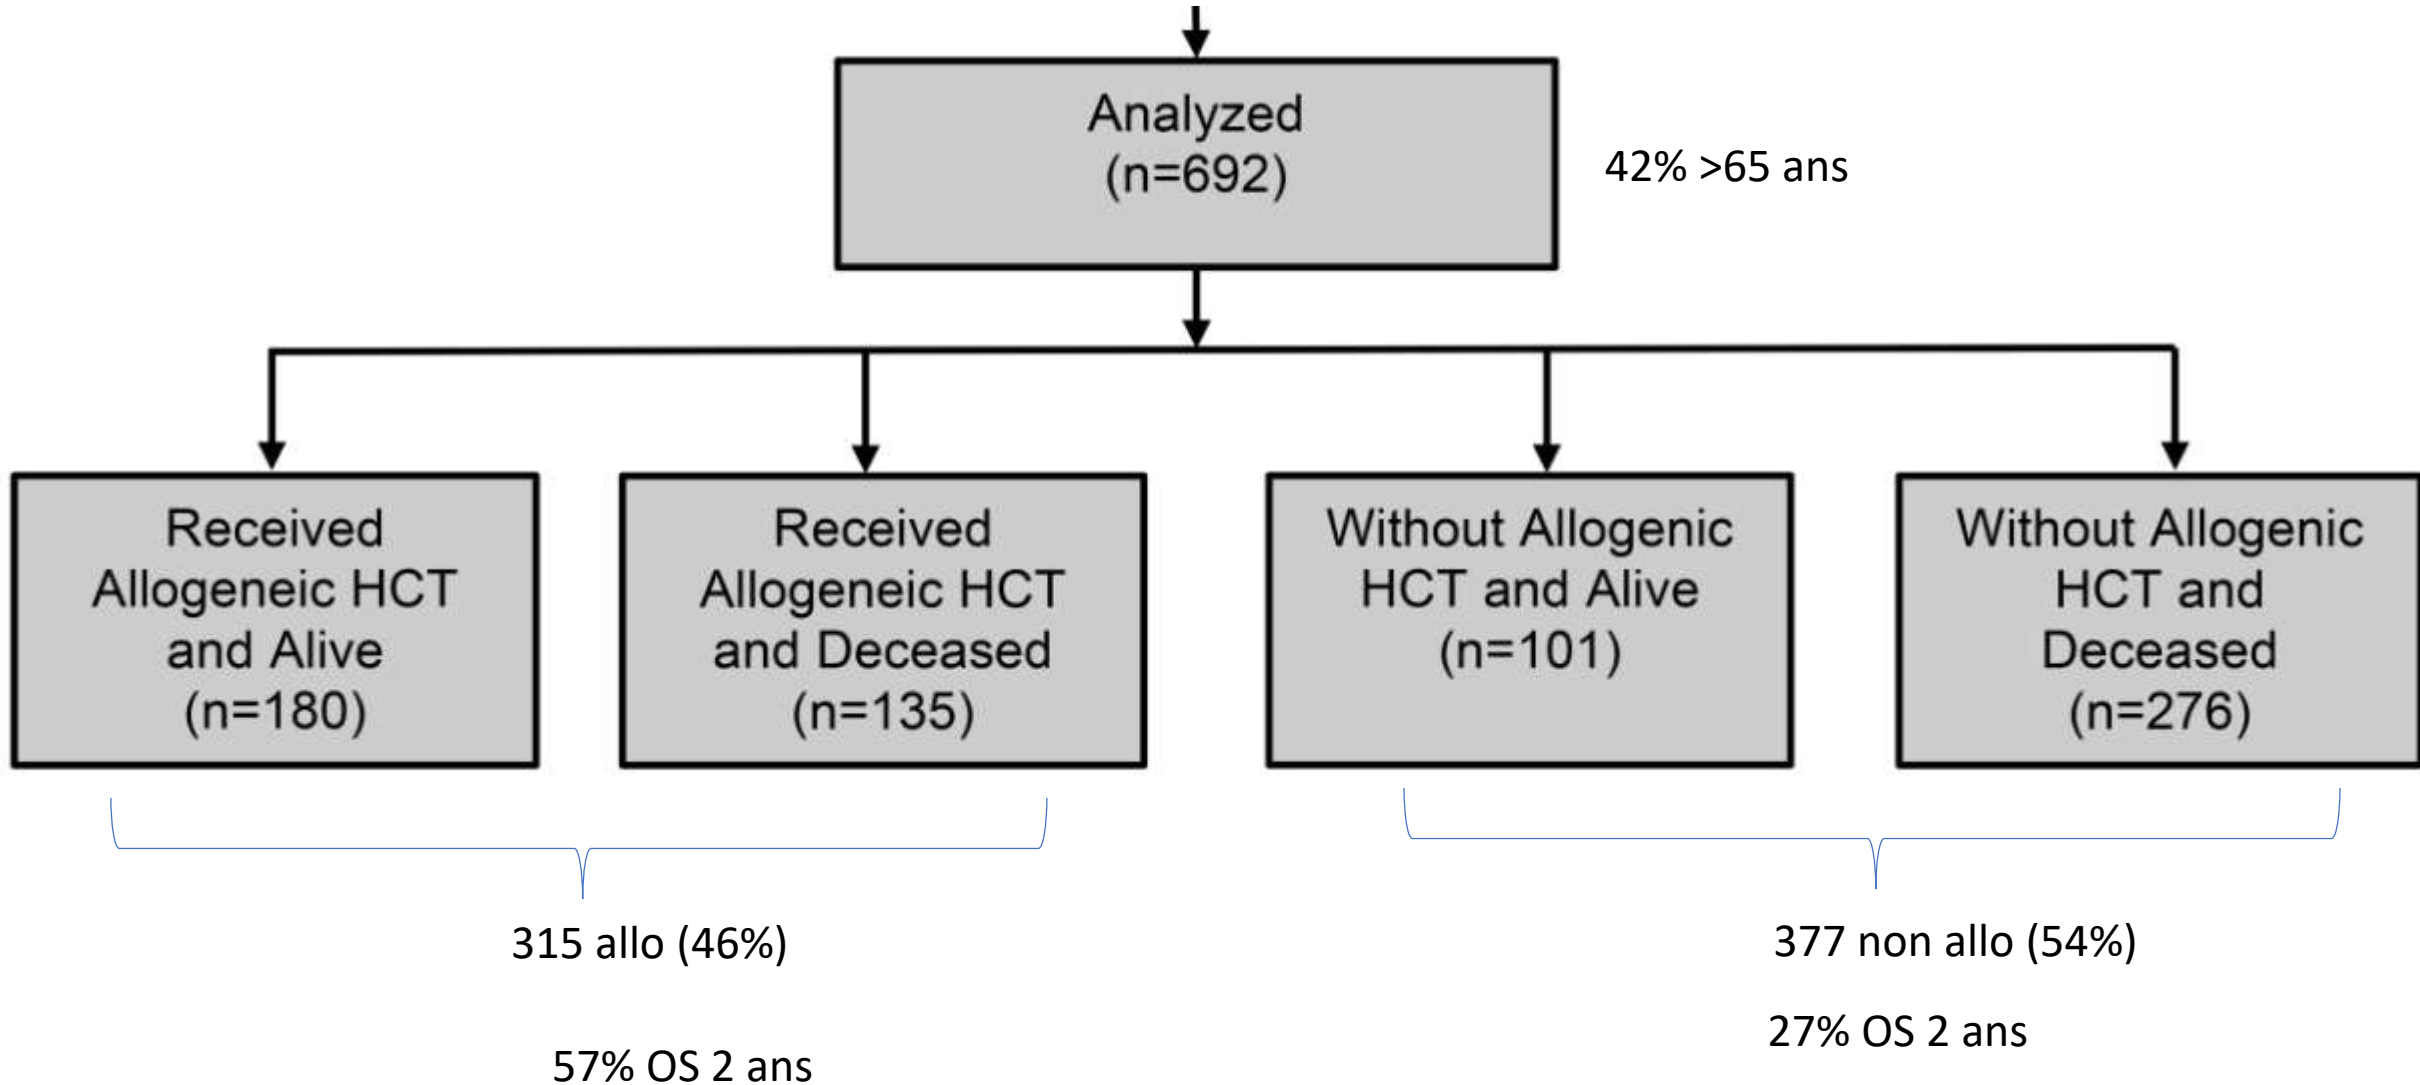 Analyzed
(n=692)
42% >65 ans
Received
Allogeneic HCT
and Alive
(n=180)
Received
Allogeneic HCT
and Deceased
(n=135)
Without Allogenic
HCT and Alive
(n=101)
Without Allogenic
HCT and
Deceased
(n=276)
315 allo (46%)
377 non allo (54%)
57% OS 2 ans
27% OS 2 ans